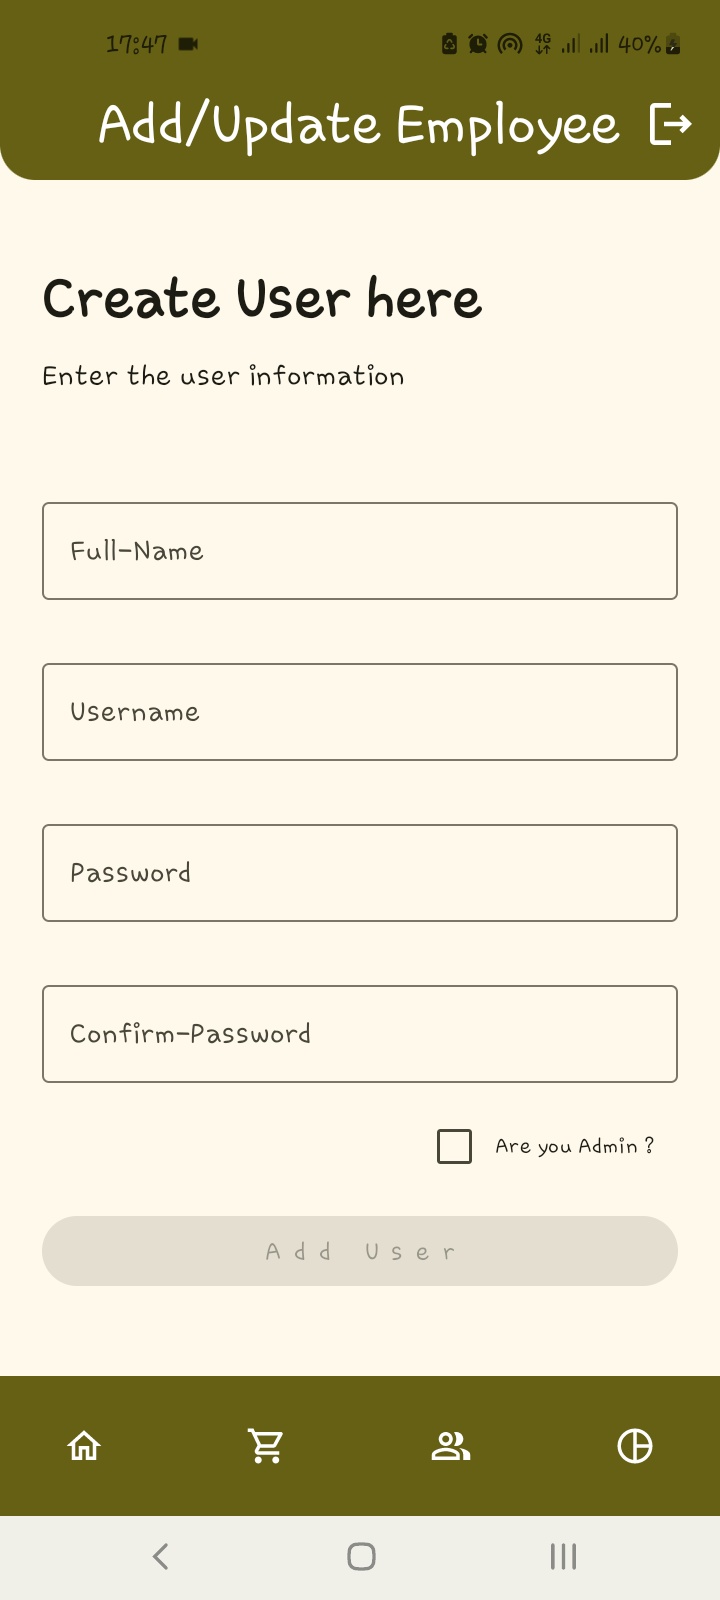 17:47 4G 40%
Add/Update Employee
Create User here
Enter the user information
Full-Name
Username
Password
Confirm-Password
Are you Admin ?
Add User